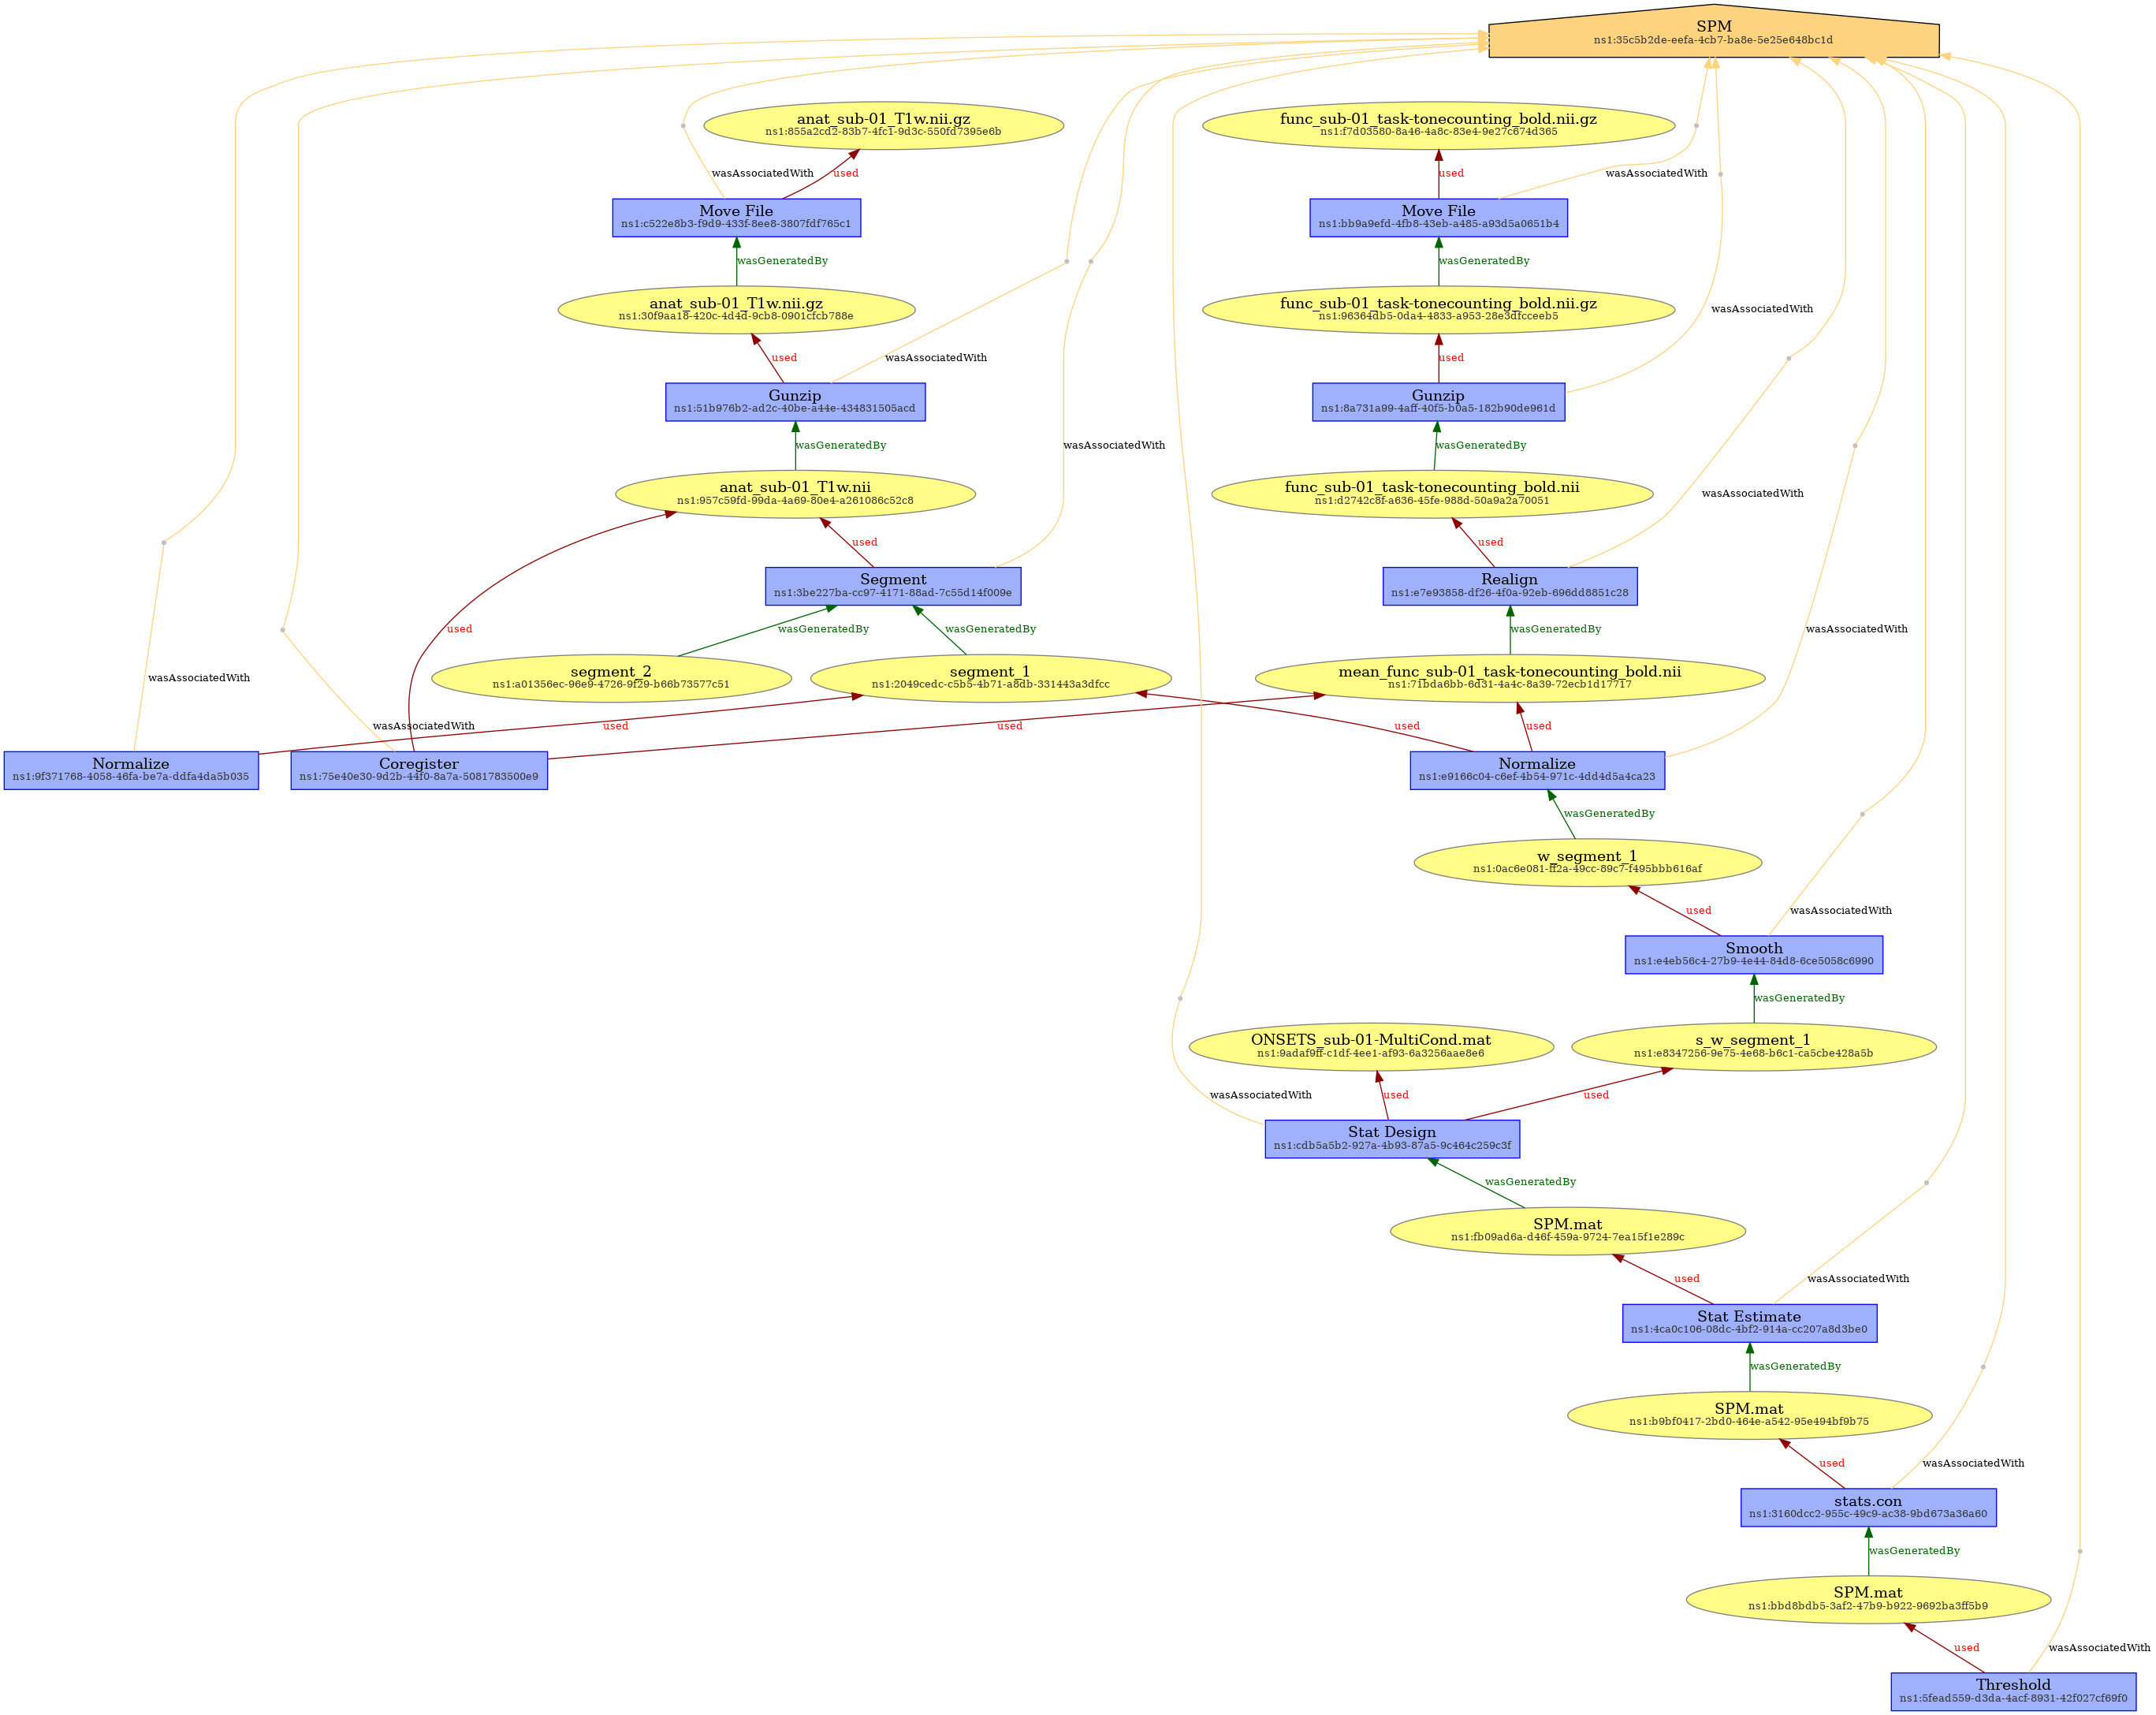 SPM
ns1:35c5b2de-eefa-4cb7-ba8e-5e25e648bc1d
anat_sub-01_T1w.nii.gz
ns1:855a2cd2-83b7-4fc1-9d3c-550fd7395e6b
func_sub-01_task-tonecounting_bold.nii.gz
ns1:f7d03580-8a46-4a8c-83e4-9e27c674d365
wasAssociatedWith
used
used
wasAssociatedWith
Move File
ns1:c522e8b3-f9d9-433f-8ee8-3807fdf765c1
Move File
ns1:bb9a9efd-4fb8-43eb-a485-a93d5a0651b4
wasGeneratedBy
wasGeneratedBy
anat_sub-01_T1w.nii.gz
ns1:30f9aa18-420c-4d4d-9cb8-0901cfcb788e
func_sub-01_task-tonecounting_bold.nii.gz
ns1:96364db5-0da4-4833-a953-28e3dfcceeb5
wasAssociatedWith
used
wasAssociatedWith
used
Gunzip
ns1:51b976b2-ad2c-40be-a44e-434831505acd
Gunzip
ns1:8a731a99-4aff-40f5-b0a5-182b90de961d
wasGeneratedBy
wasAssociatedWith
wasGeneratedBy
anat_sub-01_T1w.nii
ns1:957c59fd-99da-4a69-80e4-a261086c52c8
func_sub-01_task-tonecounting_bold.nii
ns1:d2742c8f-a636-45fe-988d-50a9a2a70051
wasAssociatedWith
used
used
Segment
ns1:3be227ba-cc97-4171-88ad-7c55d14f009e
Realign
ns1:e7e93858-df26-4f0a-92eb-696dd8851c28
used
wasGeneratedBy
wasGeneratedBy
wasGeneratedBy
wasAssociatedWith
segment_2
ns1:a01356ec-96e9-4726-9f29-b66b73577c51
segment_1
ns1:2049cedc-c5b5-4b71-a8db-331443a3dfcc
mean_func_sub-01_task-tonecounting_bold.nii
ns1:71bda6bb-6d31-4a4c-8a39-72ecb1d17717
wasAssociatedWith
wasAssociatedWith
used
used
used
used
Normalize
ns1:9f371768-4058-46fa-be7a-ddfa4da5b035
Coregister
ns1:75e40e30-9d2b-44f0-8a7a-5081783500e9
Normalize
ns1:e9166c04-c6ef-4b54-971c-4dd4d5a4ca23
wasGeneratedBy
w_segment_1
ns1:0ac6e081-ff2a-49cc-89c7-f495bbb616af
used
wasAssociatedWith
Smooth
ns1:e4eb56c4-27b9-4e44-84d8-6ce5058c6990
wasGeneratedBy
ONSETS_sub-01-MultiCond.mat
ns1:9adaf9ff-c1df-4ee1-af93-6a3256aae8e6
s_w_segment_1
ns1:e8347256-9e75-4e68-b6c1-ca5cbe428a5b
wasAssociatedWith
used
used
Stat Design
ns1:cdb5a5b2-927a-4b93-87a5-9c464c259c3f
wasGeneratedBy
SPM.mat
ns1:fb09ad6a-d46f-459a-9724-7ea15f1e289c
used
wasAssociatedWith
Stat Estimate
ns1:4ca0c106-08dc-4bf2-914a-cc207a8d3be0
wasGeneratedBy
SPM.mat
ns1:b9bf0417-2bd0-464e-a542-95e494bf9b75
used
wasAssociatedWith
stats.con
ns1:3160dcc2-955c-49c9-ac38-9bd673a36a60
wasGeneratedBy
SPM.mat
ns1:bbd8bdb5-3af2-47b9-b922-9692ba3ff5b9
used
wasAssociatedWith
Threshold
ns1:5fead559-d3da-4acf-8931-42f027cf69f0